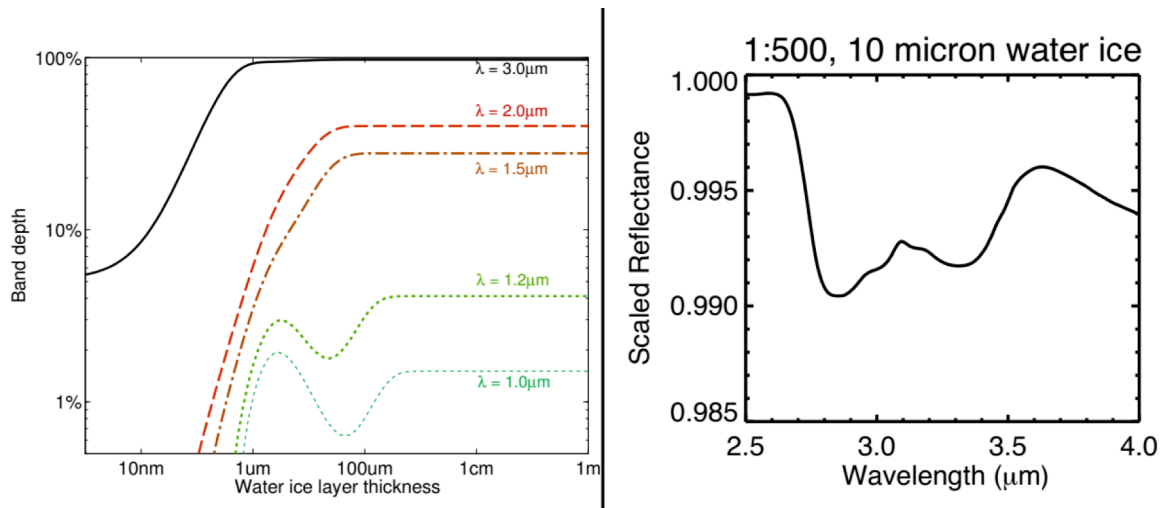 100%
10%
1%
Band depth
λ = 3.0μm
λ = 2.0μm
λ = 1.5μm
λ = 1.2μm
λ = 1.0μm
10nm 1μm 100um 1cm 1m
Water ice layer thickness
1:500, 10 micron water ice
1.000
0.995
0.990
0.985
Scaled Reflectance
2.5 3.0 3.5 4.0
Wavelength (μm)